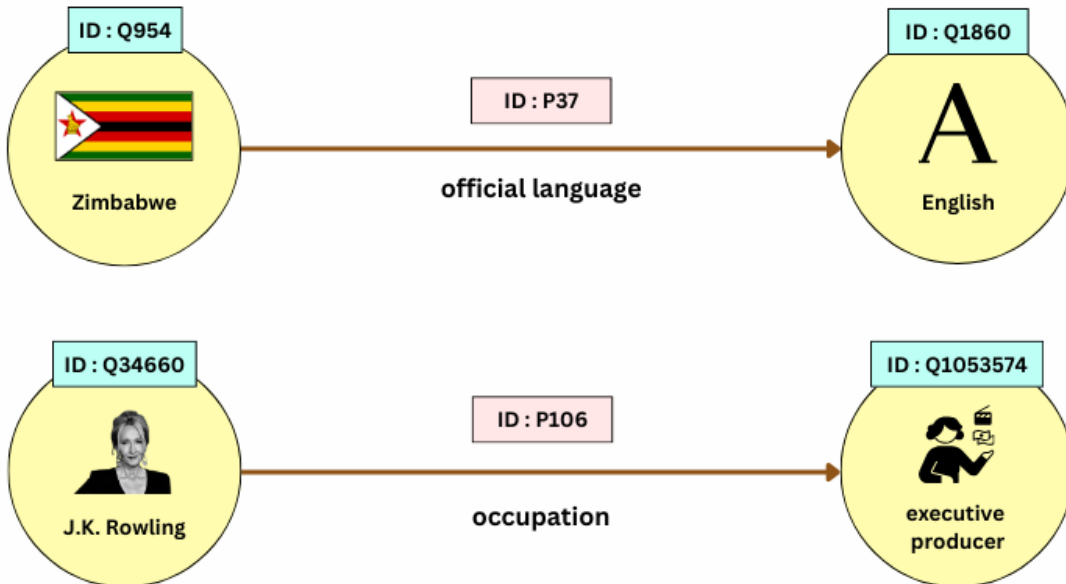 ID : Q954
ID : Q1860
ID : P37
A
Zimbabwe
official language
English
ID : Q34660
ID : Q1053574
ID : P106
J.K. Rowling
occupation
executive
producer